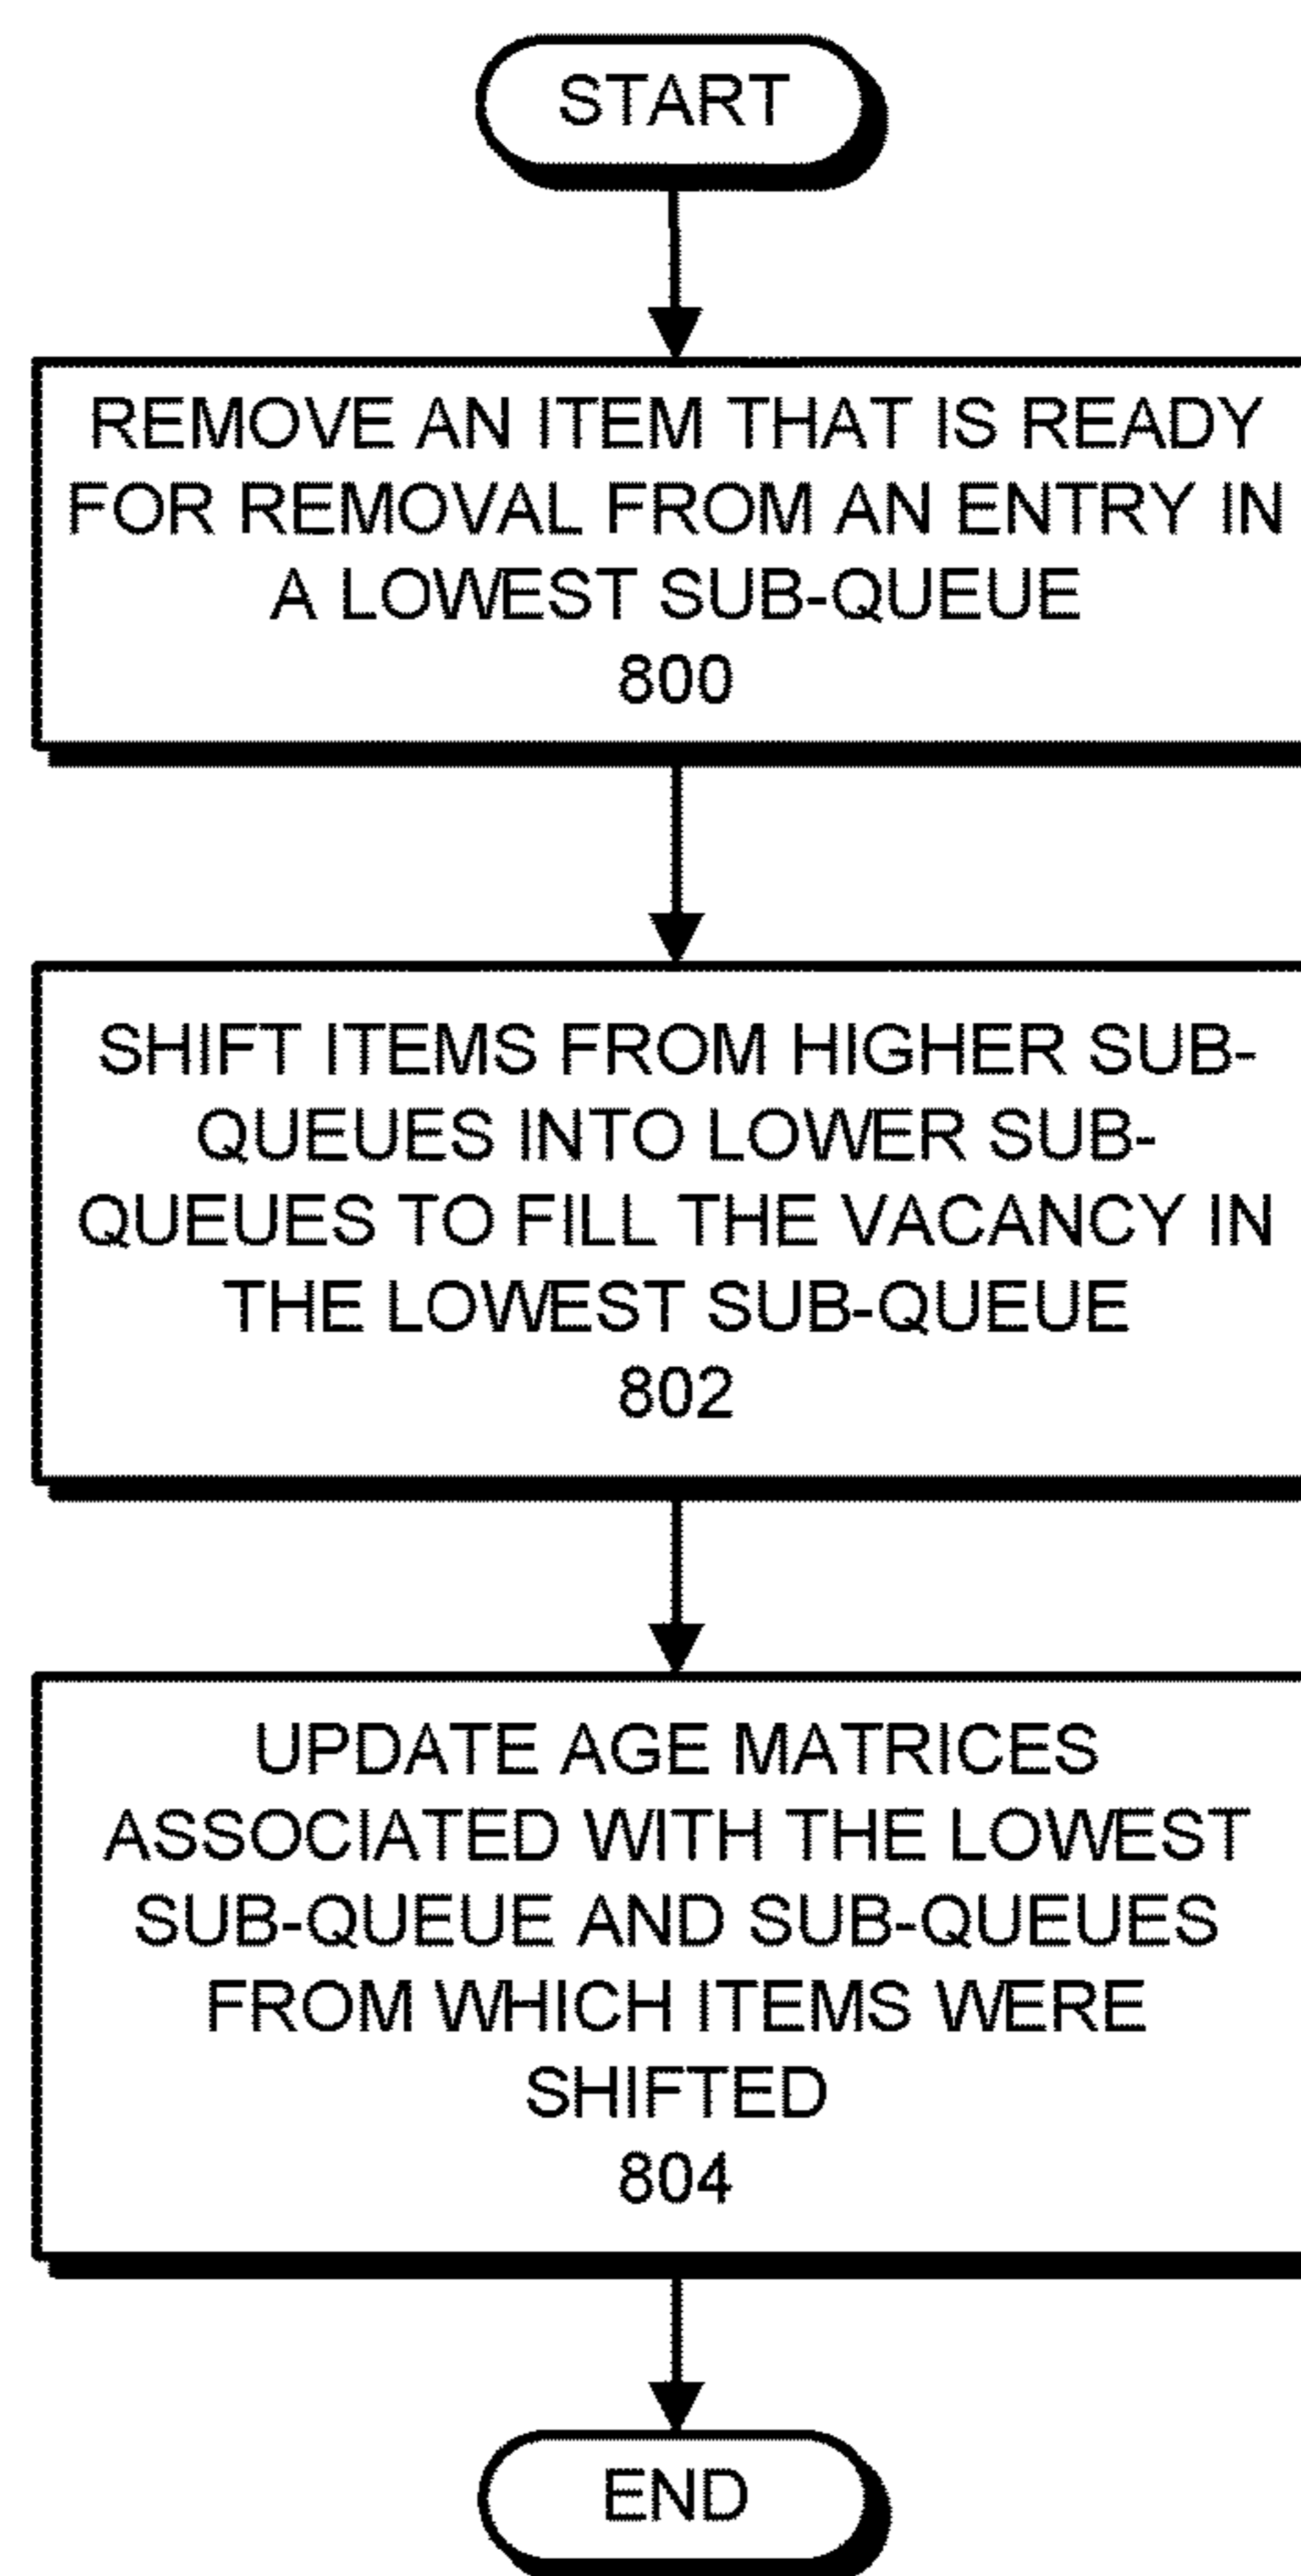 START
REMOVE AN ITEM THAT IS READY
FOR REMOVAL FROM AN ENTRY IN
A LOWEST SUB-QUEUE
800
SHIFT ITEMS FROM HIGHER SUB-
QUEUES INTO LOWER SUB-
QUEUES TO FILL THE VACANCY IN
THE LOWEST SUB-QUEUE
802
UPDATE AGE MATRICES
ASSOCIATED WITH THE LOWEST
SUB-QUEUE AND SUB-QUEUES
FROM WHICH ITEMS WERE
SHIFTED
804
END